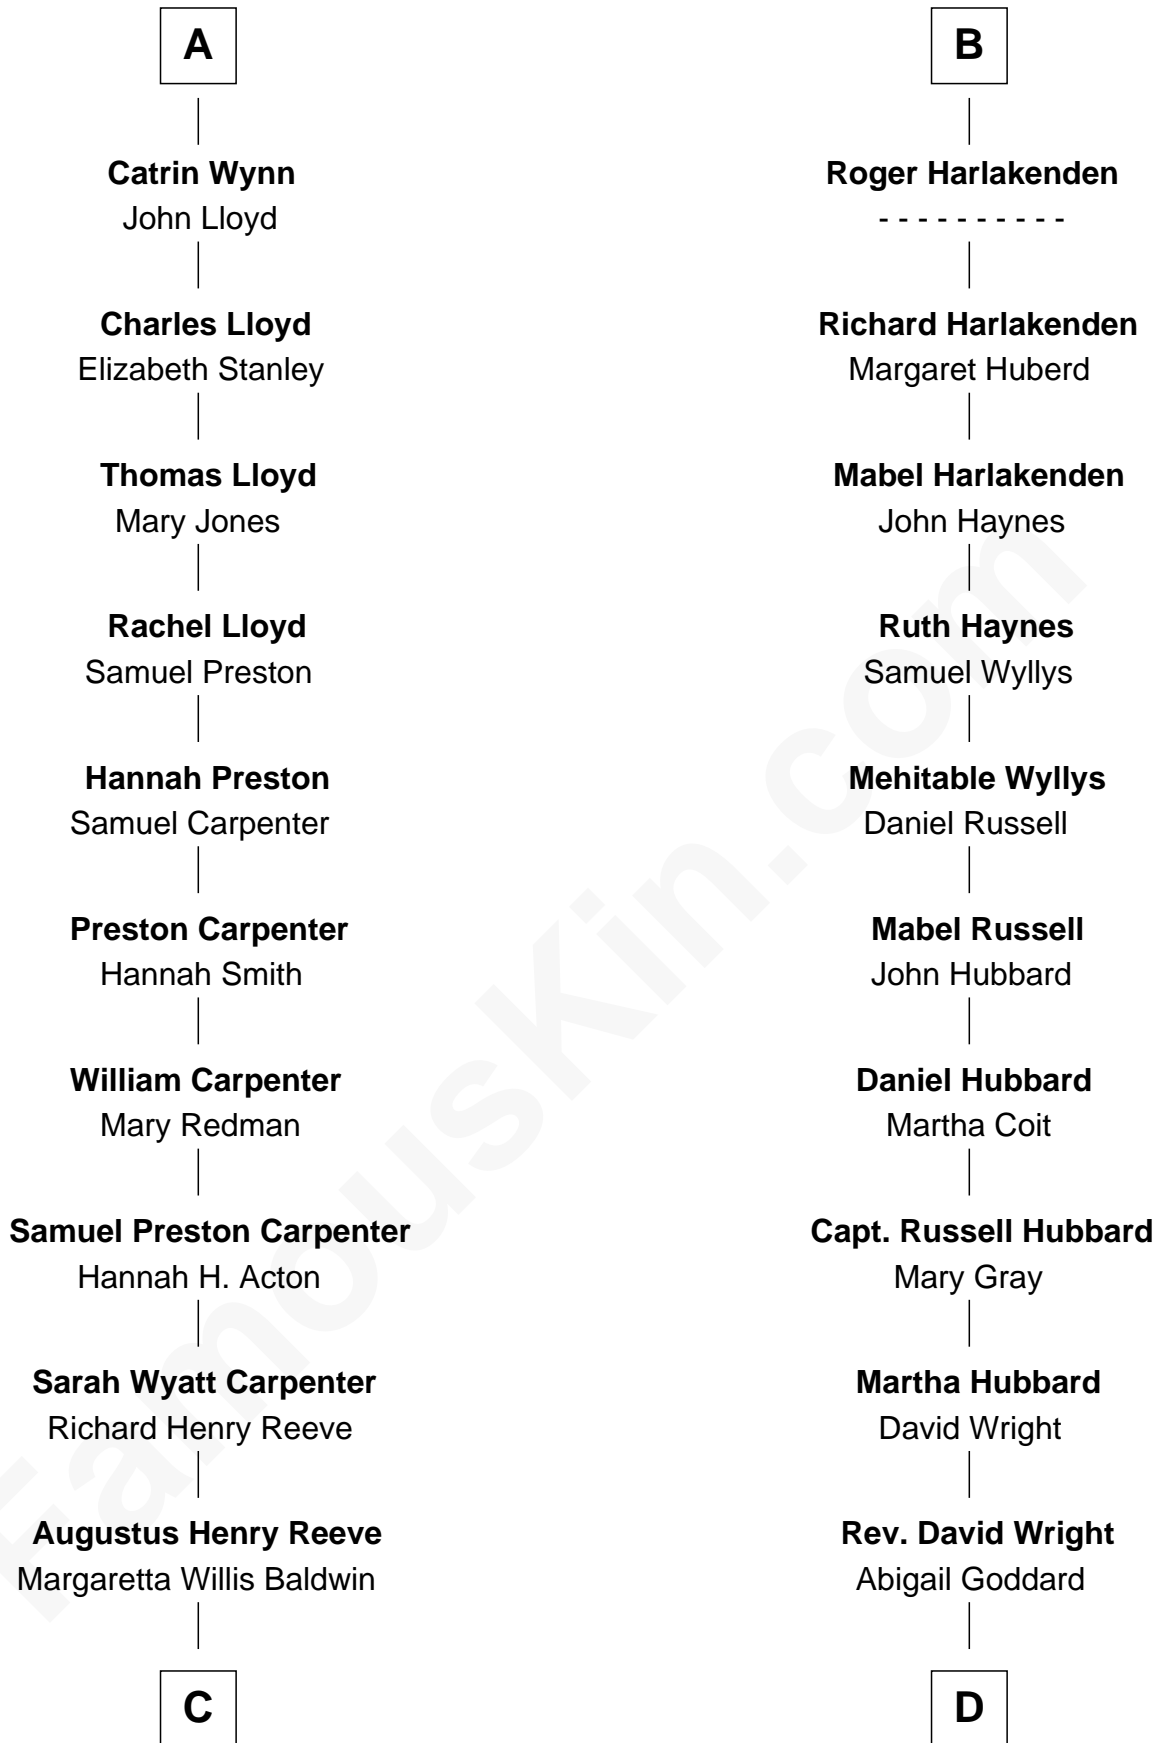 A
Catrin Wynn
John Lloyd
Charles Lloyd
Elizabeth Stanley
Thomas Lloyd
Mary Jones
Rachel Lloyd
Samuel Preston
Hannah Preston
Samuel Carpenter
Preston Carpenter
Hannah Smith
William Carpenter
Mary Redman
Samuel Preston Carpenter
Hannah H. Acton
Sarah Wyatt Carpenter
Richard Henry Reeve
Augustus Henry Reeve
Margaretta Willis Baldwin
C
B
Roger Harlakenden
- - - - - - - - - -
Richard Harlakenden
Margaret Huberd
Mabel Harlakenden
John Haynes
Ruth Haynes
Samuel Wyllys
Mehitable Wyllys
Daniel Russell
Mabel Russell
John Hubbard
Daniel Hubbard
Martha Coit
Capt. Russell Hubbard
Mary Gray
Martha Hubbard
David Wright
Rev. David Wright
Abigail Goddard
D
FamousKin.com